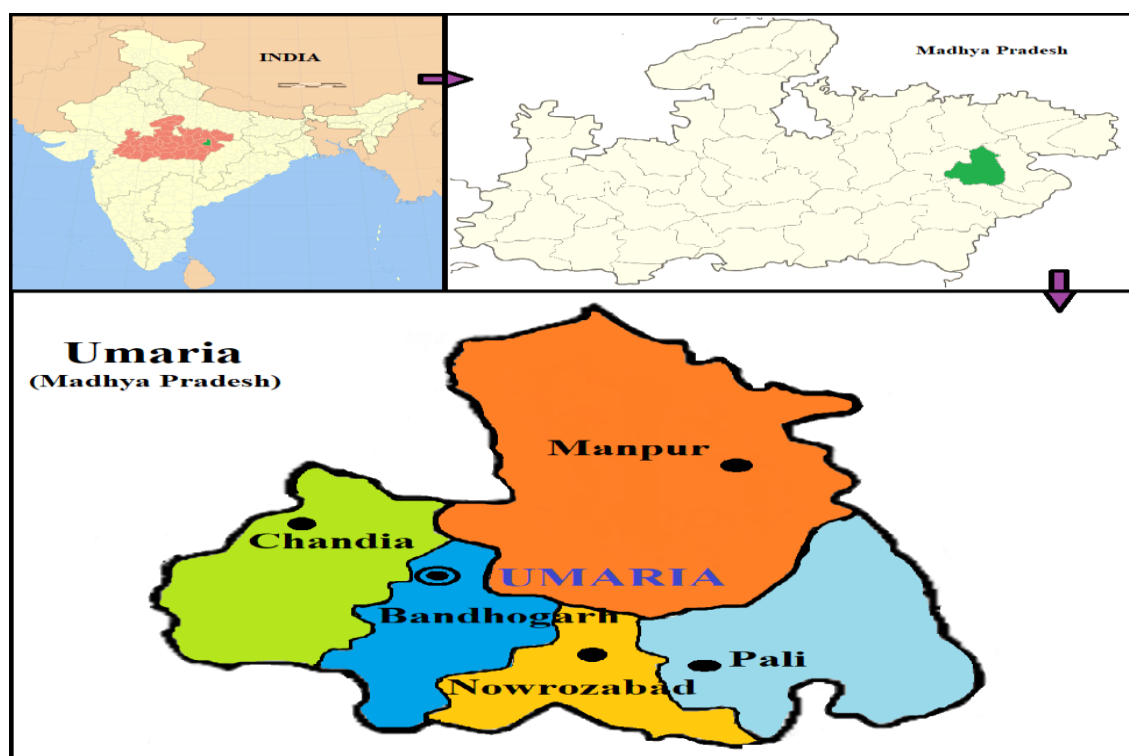 INDIA
Madhya Pradesh
Umaria
(Madhya Pradesh)
Manpur
Chandia
UMARIA
Bandhogarh
Pali
Nowrozabad